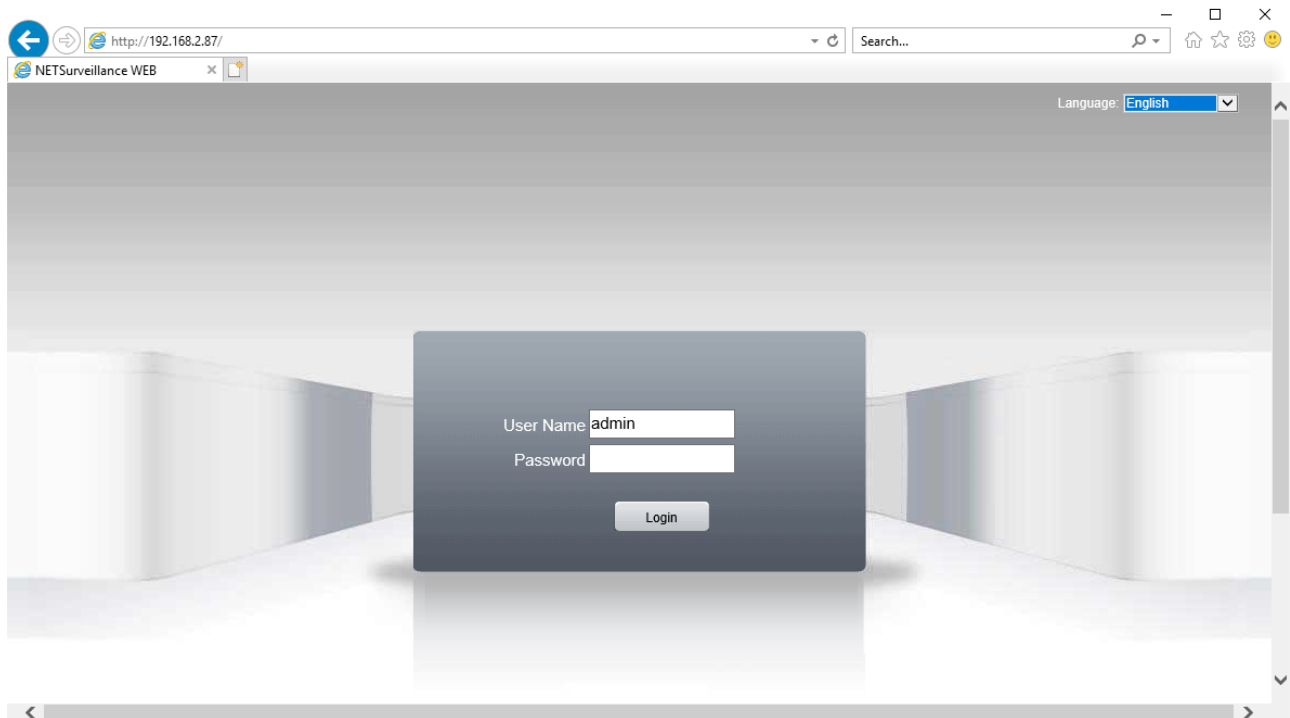 http://192.168.2.87/
Search...
NETSurveillance WEB
Language: English
User Name admin
Password
Login